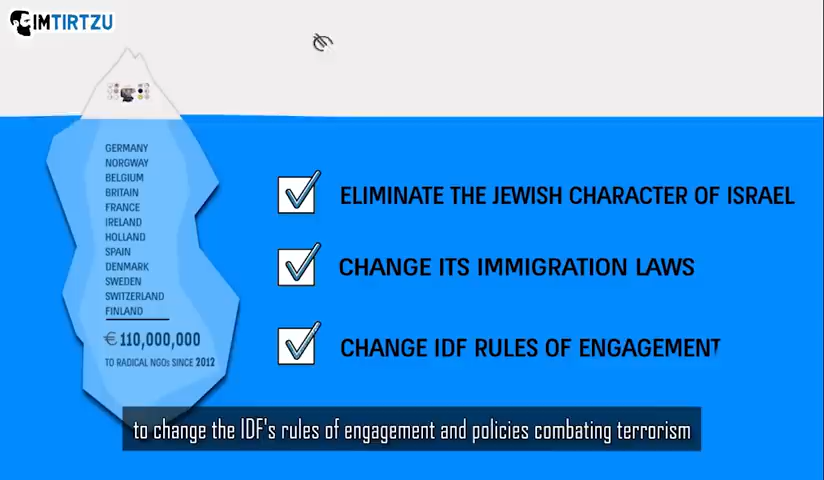 IMTIRTZU
€
GERMANY
NORGWAY
BELGIUM
BRITAIN
FRANCE
IRELAND
HOLLAND
SPAIN
DENMARK
SWEDEN
SWITZERLAND
FINLAND
€110,000,000
TO RADICAL NGOs SINCE 2012
ELIMINATE THE JEWISH CHARACTER OF ISRAEL
CHANGE ITS IMMIGRATION LAWS
CHANGE IDF RULES OF ENGAGEMENT
to change the IDF's rules of engagement and policies combating terrorism